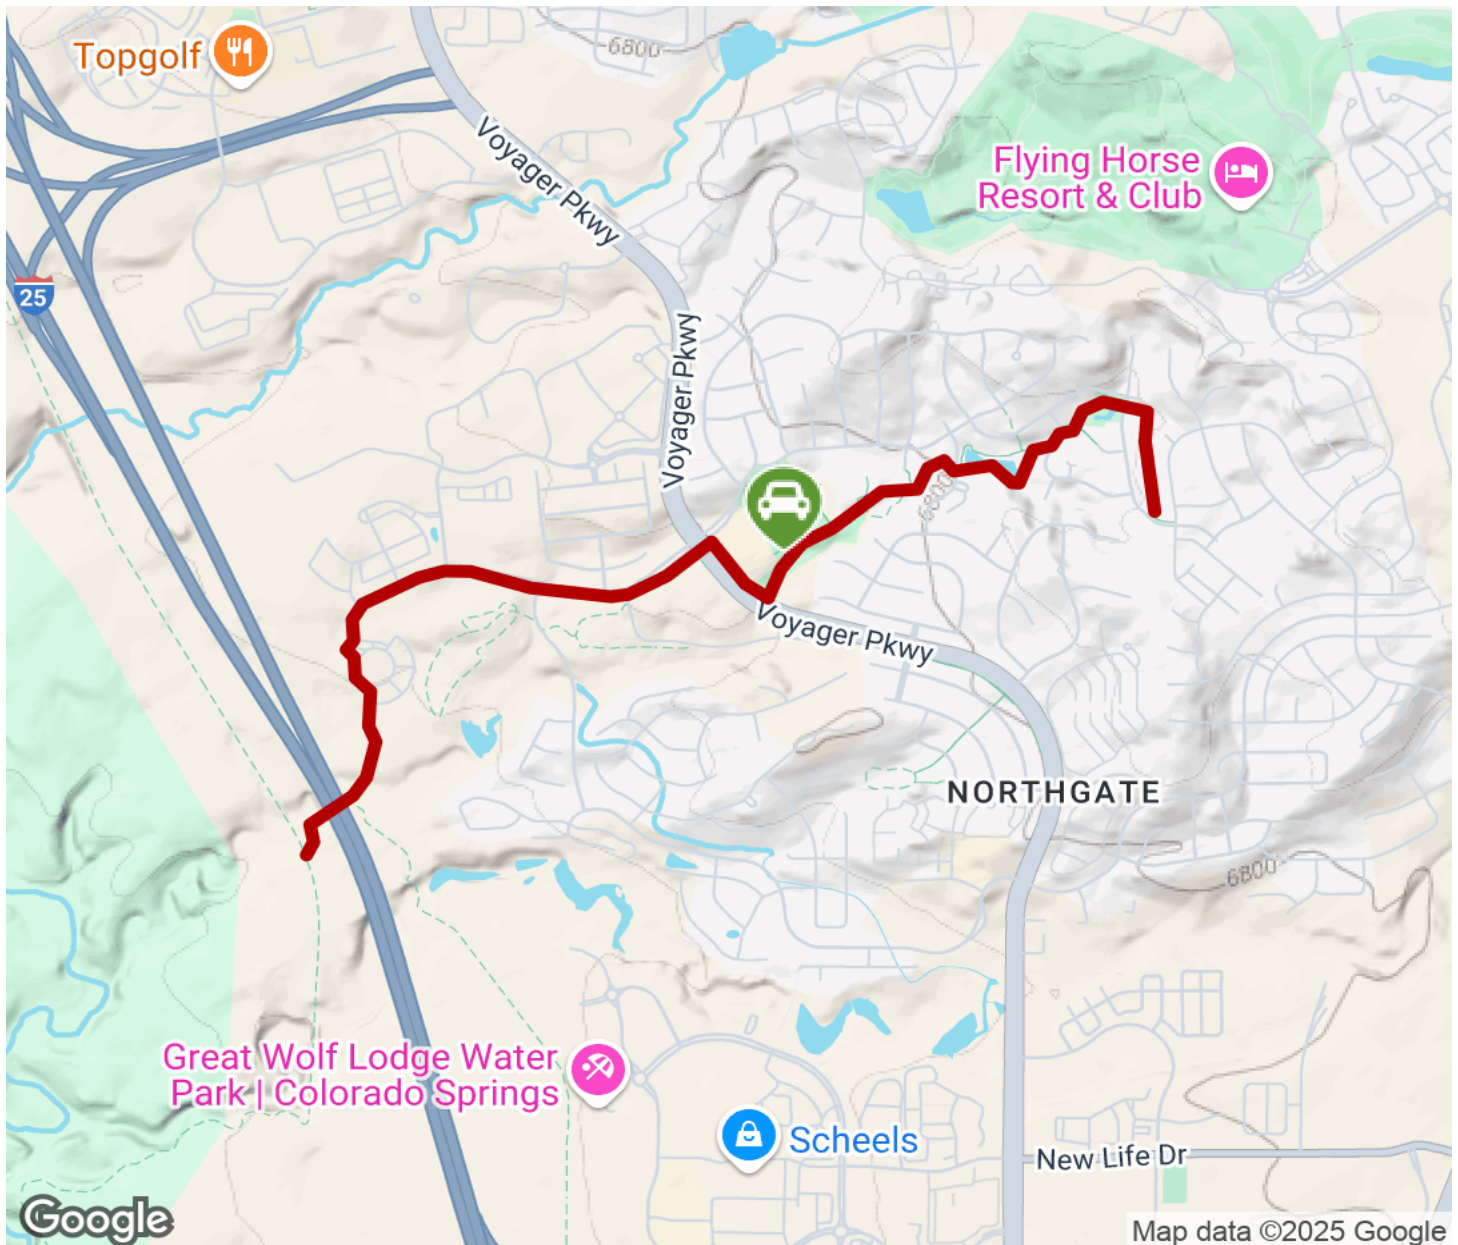 Topgolf
6800
Voyager Pkwy
Flying Horse
Resort & Club
25
Voyager Pkwy
6800
Voyager Pkwy
NORTHGATE
6800
Great Wolf Lodge Water
Park | Colorado Springs
Scheels
New Life Dr
Google
Map data ©2025 Google